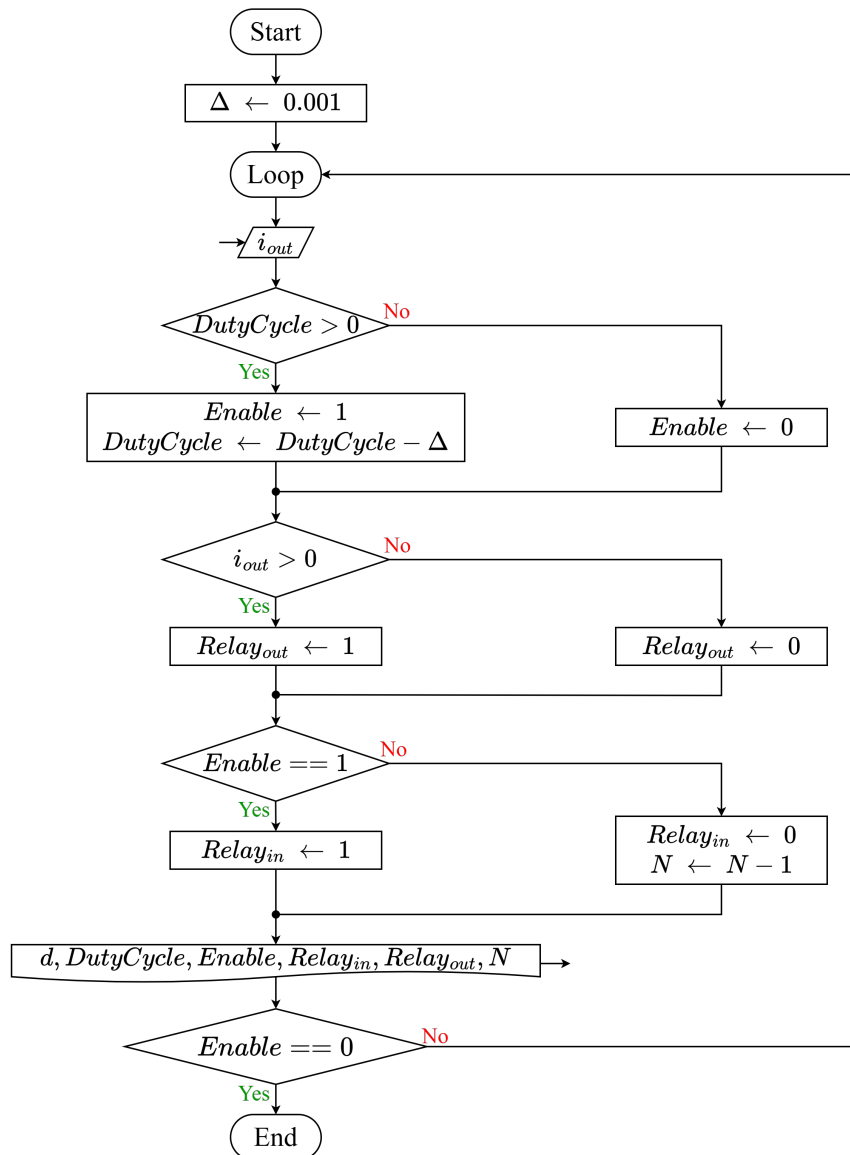 Start
Δ ← 0.001
Loop
i_out
DutyCycle > 0
No
Yes
Enable ← 1
DutyCycle ← DutyCycle − Δ
Enable ← 0
i_out > 0
No
Yes
Relay_out ← 1
Relay_out ← 0
Enable == 1
No
Yes
Relay_in ← 1
Relay_in ← 0
N ← N − 1
d, DutyCycle, Enable, Relay_in, Relay_out, N
Enable == 0
No
Yes
End